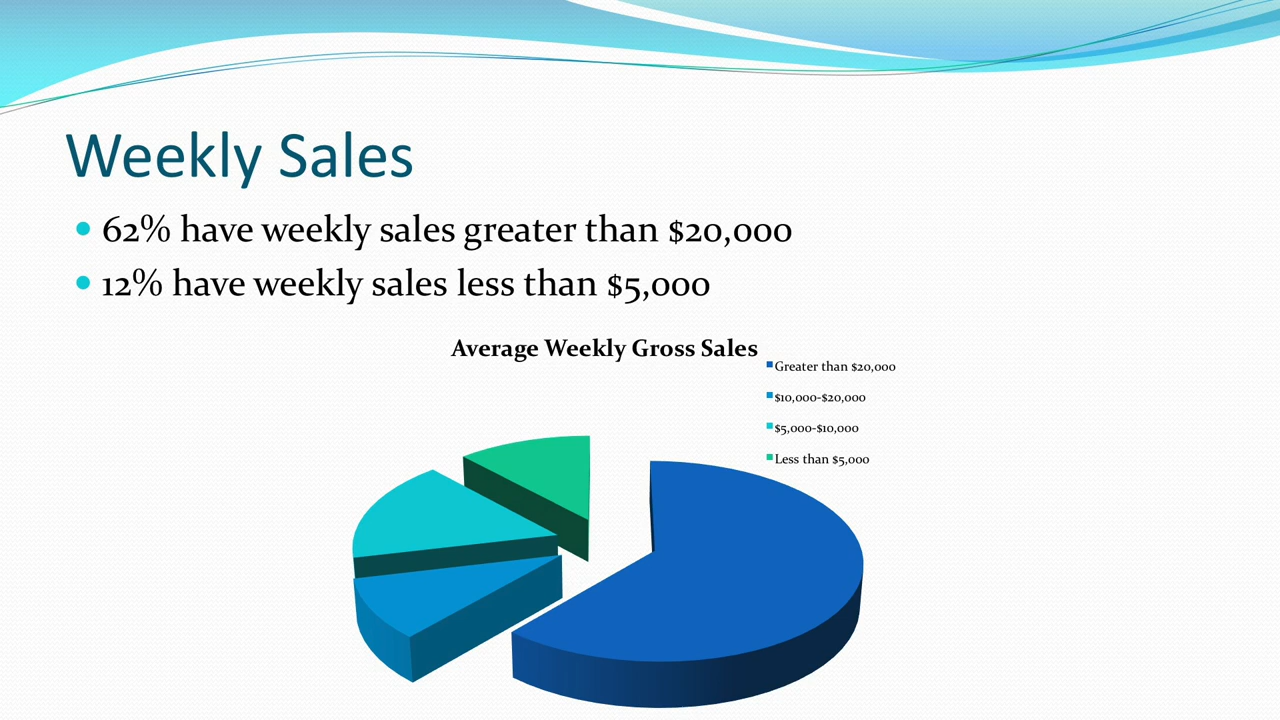 Weekly Sales
62% have weekly sales greater than $20,000
12% have weekly sales less than $5,000
Average Weekly Gross Sales
Greater than $20,000
$10,000-$20,000
$5,000-$10,000
Less than $5,000